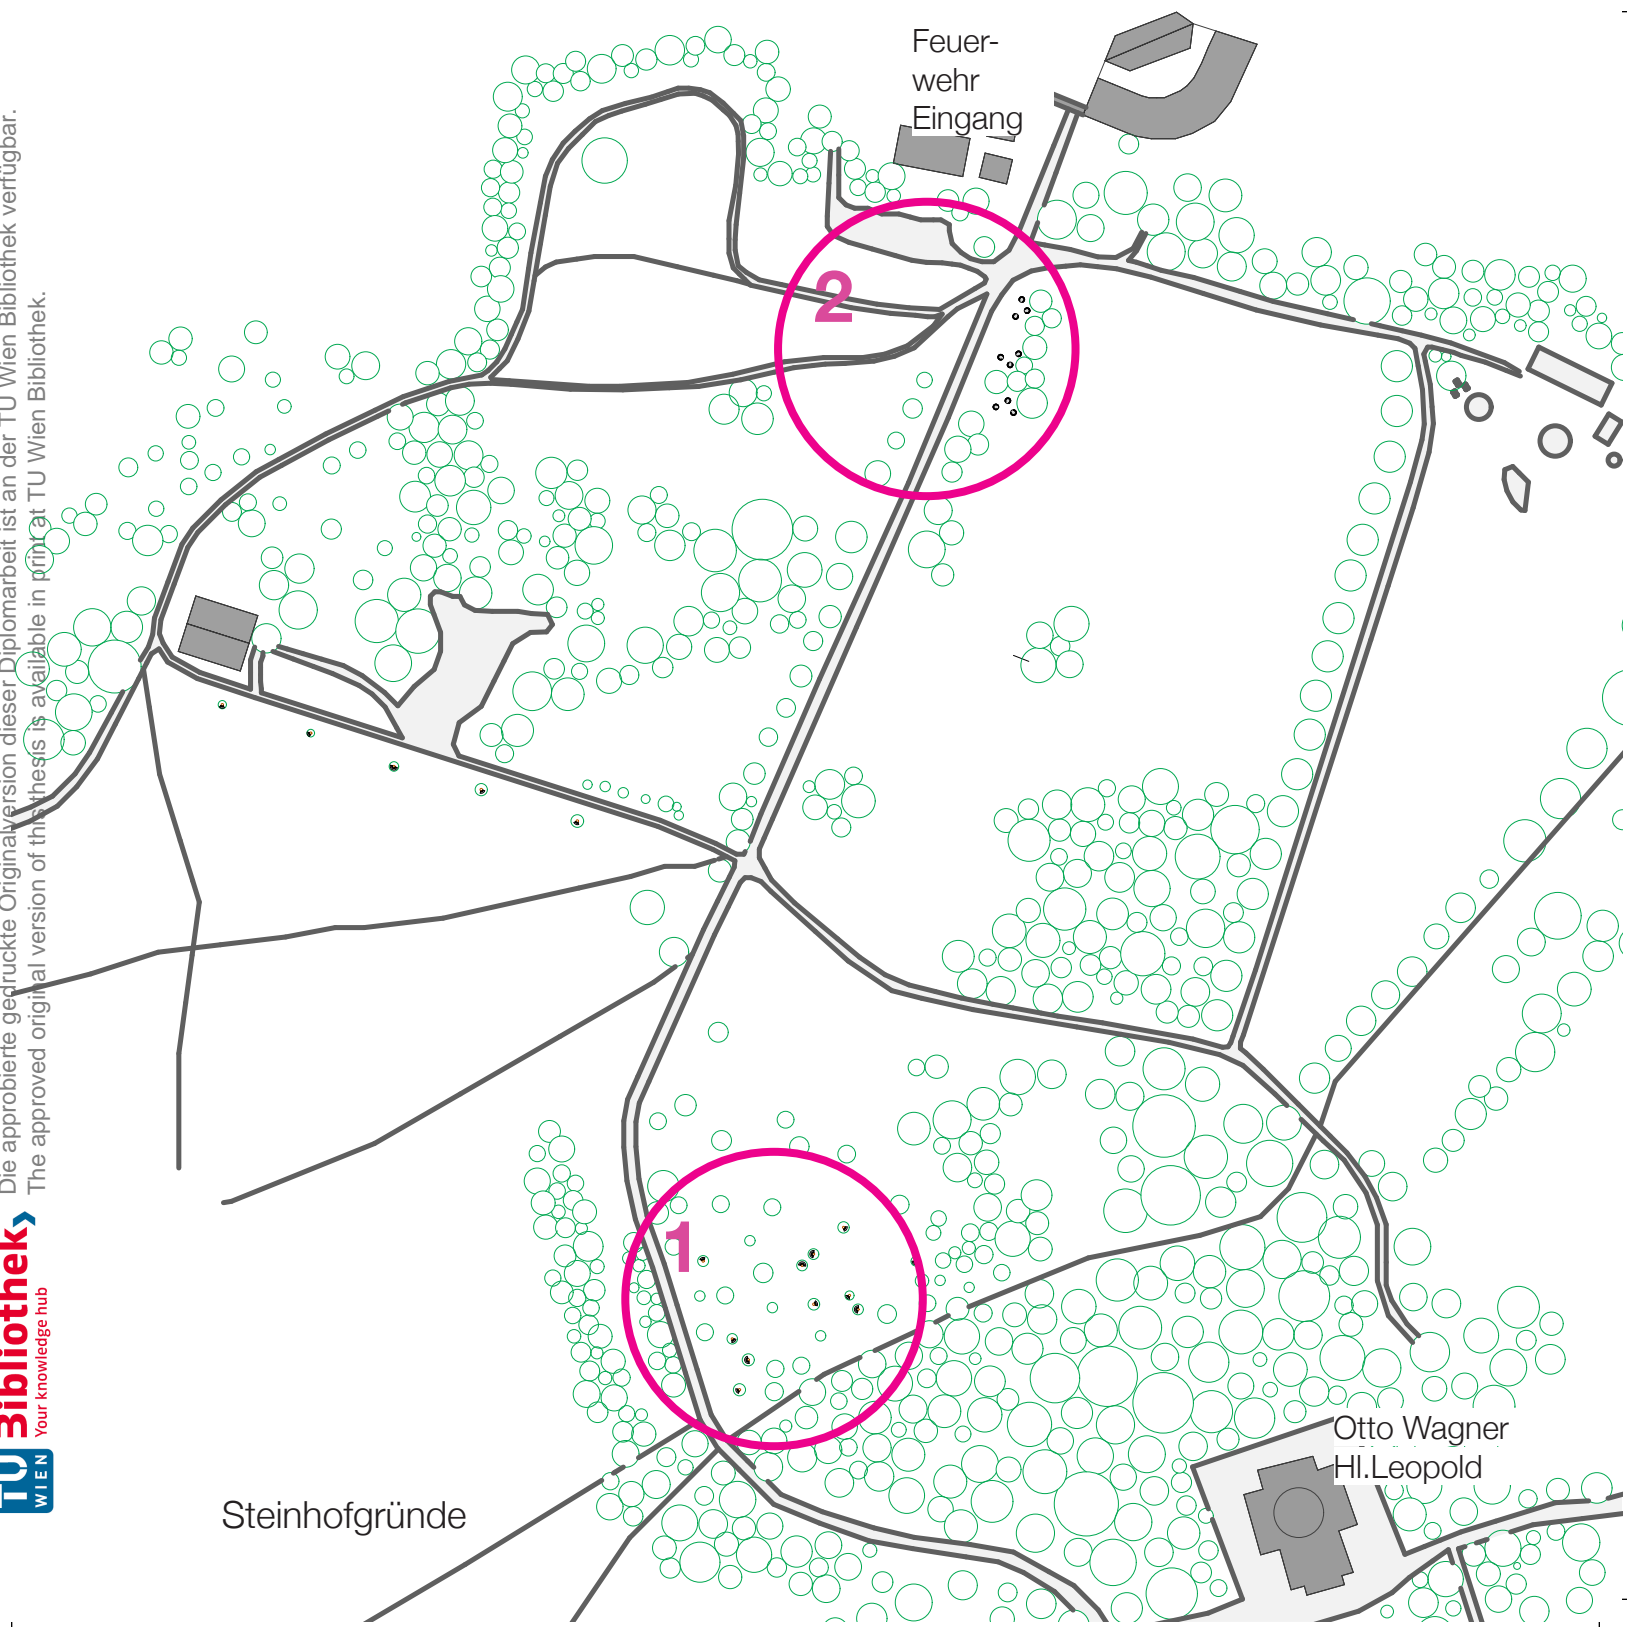 Feuer-
wehr
Eingang
2
1
Otto Wagner
Hl.Leopold
Steinhofgründe
Die approbierte gedruckte Originalversion dieser Diplomarbeit ist an der TU Wien Bibliothek verfügbar.
The approved original version of this thesis is available in print at TU Wien Bibliothek.
TU
WIEN
Bibliothek
Your knowledge hub